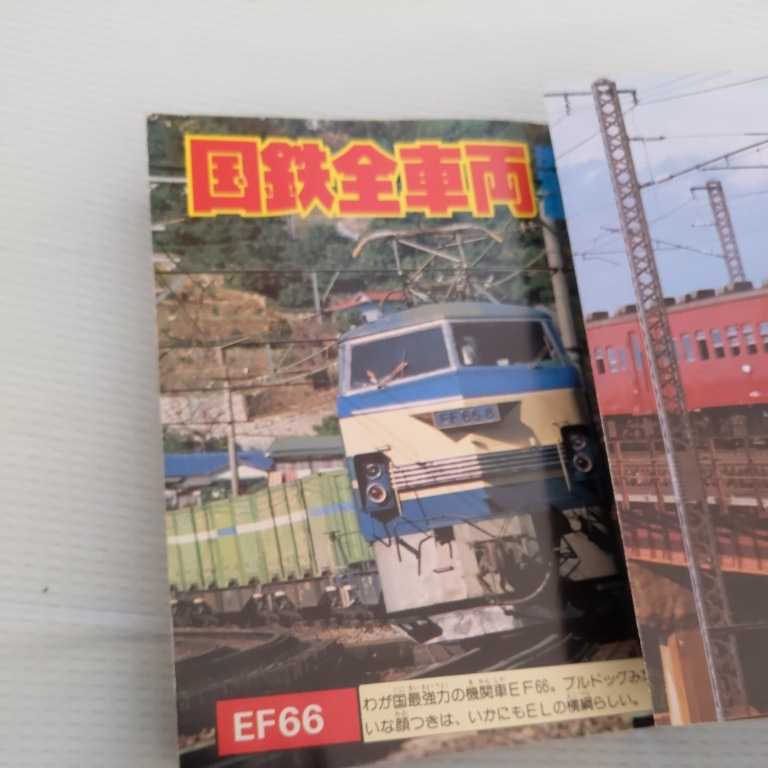 国鉄全車両
EF66 6
EF66
わが国最強力の機関車EF66。ブルドッグみた
いな顔つきは、いかにもELの横綱らしい。